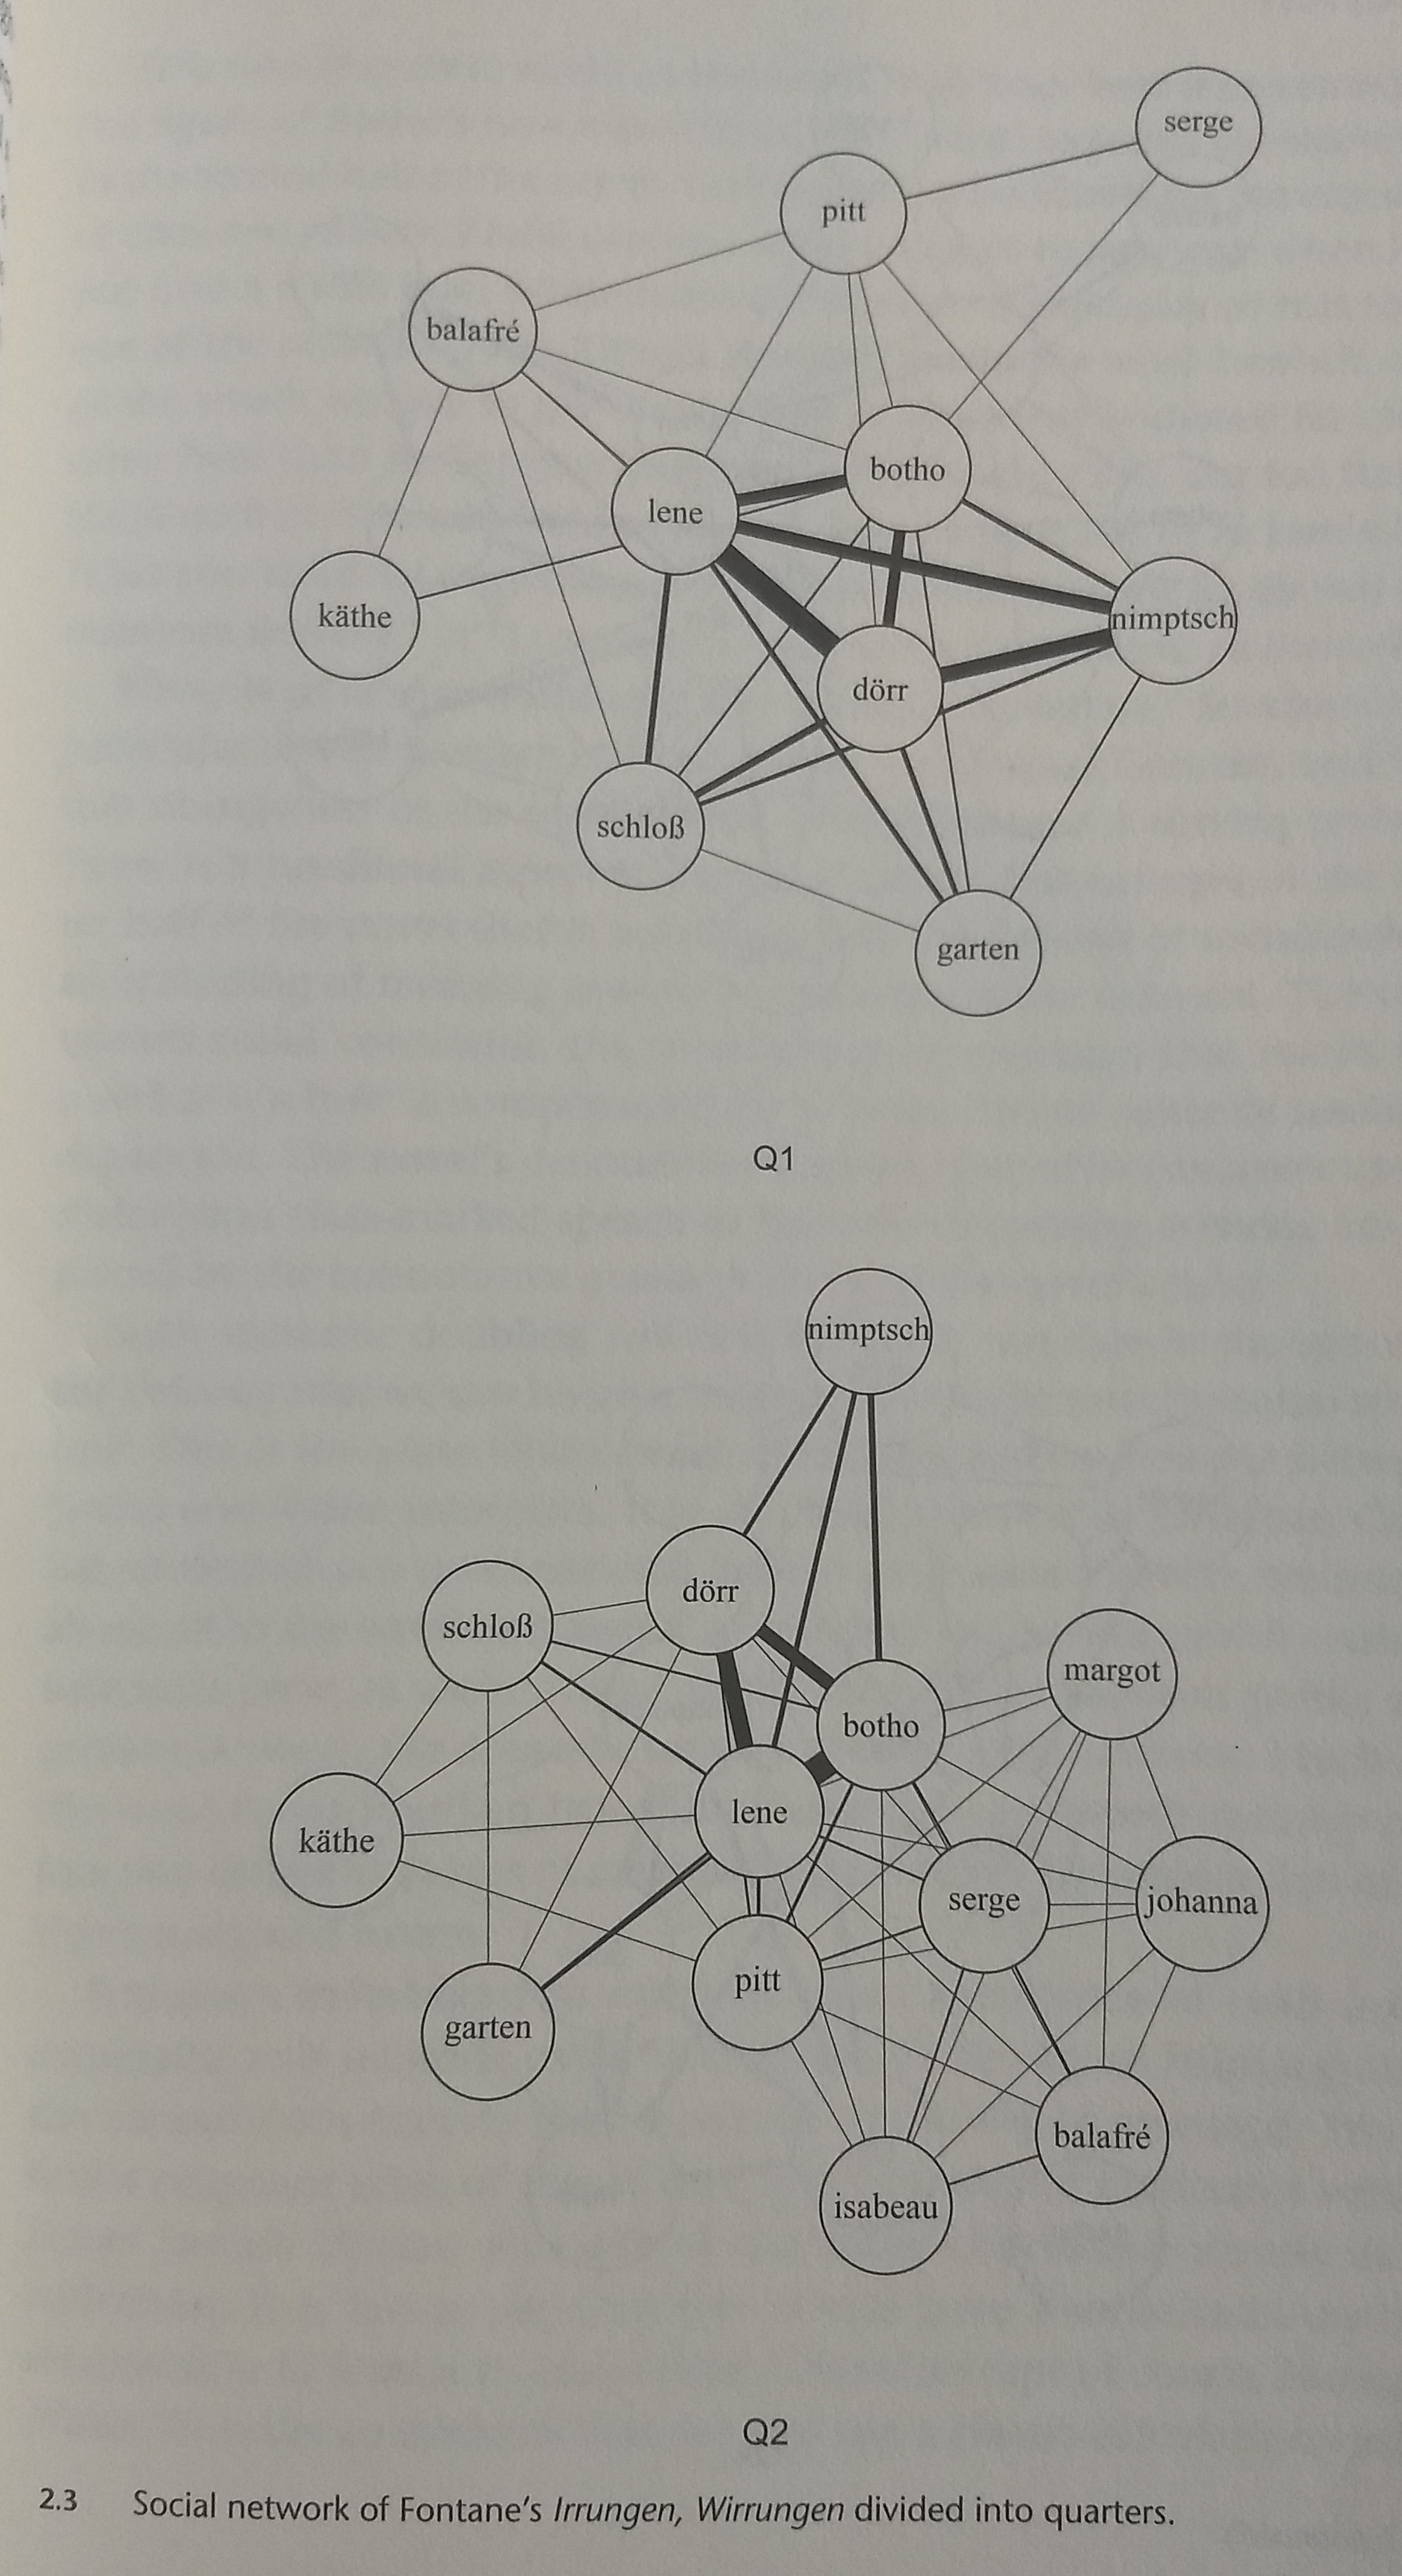 serge
pitt
balafré
botho
lene
käthe
nimptsch
dörr
schloß
garten
Q1
nimptsch
dörr
schloß
margot
botho
lene
käthe
serge
johanna
pitt
garten
balafré
isabeau
Q2
2.3 Social network of Fontane's Irrungen, Wirrungen divided into quarters.